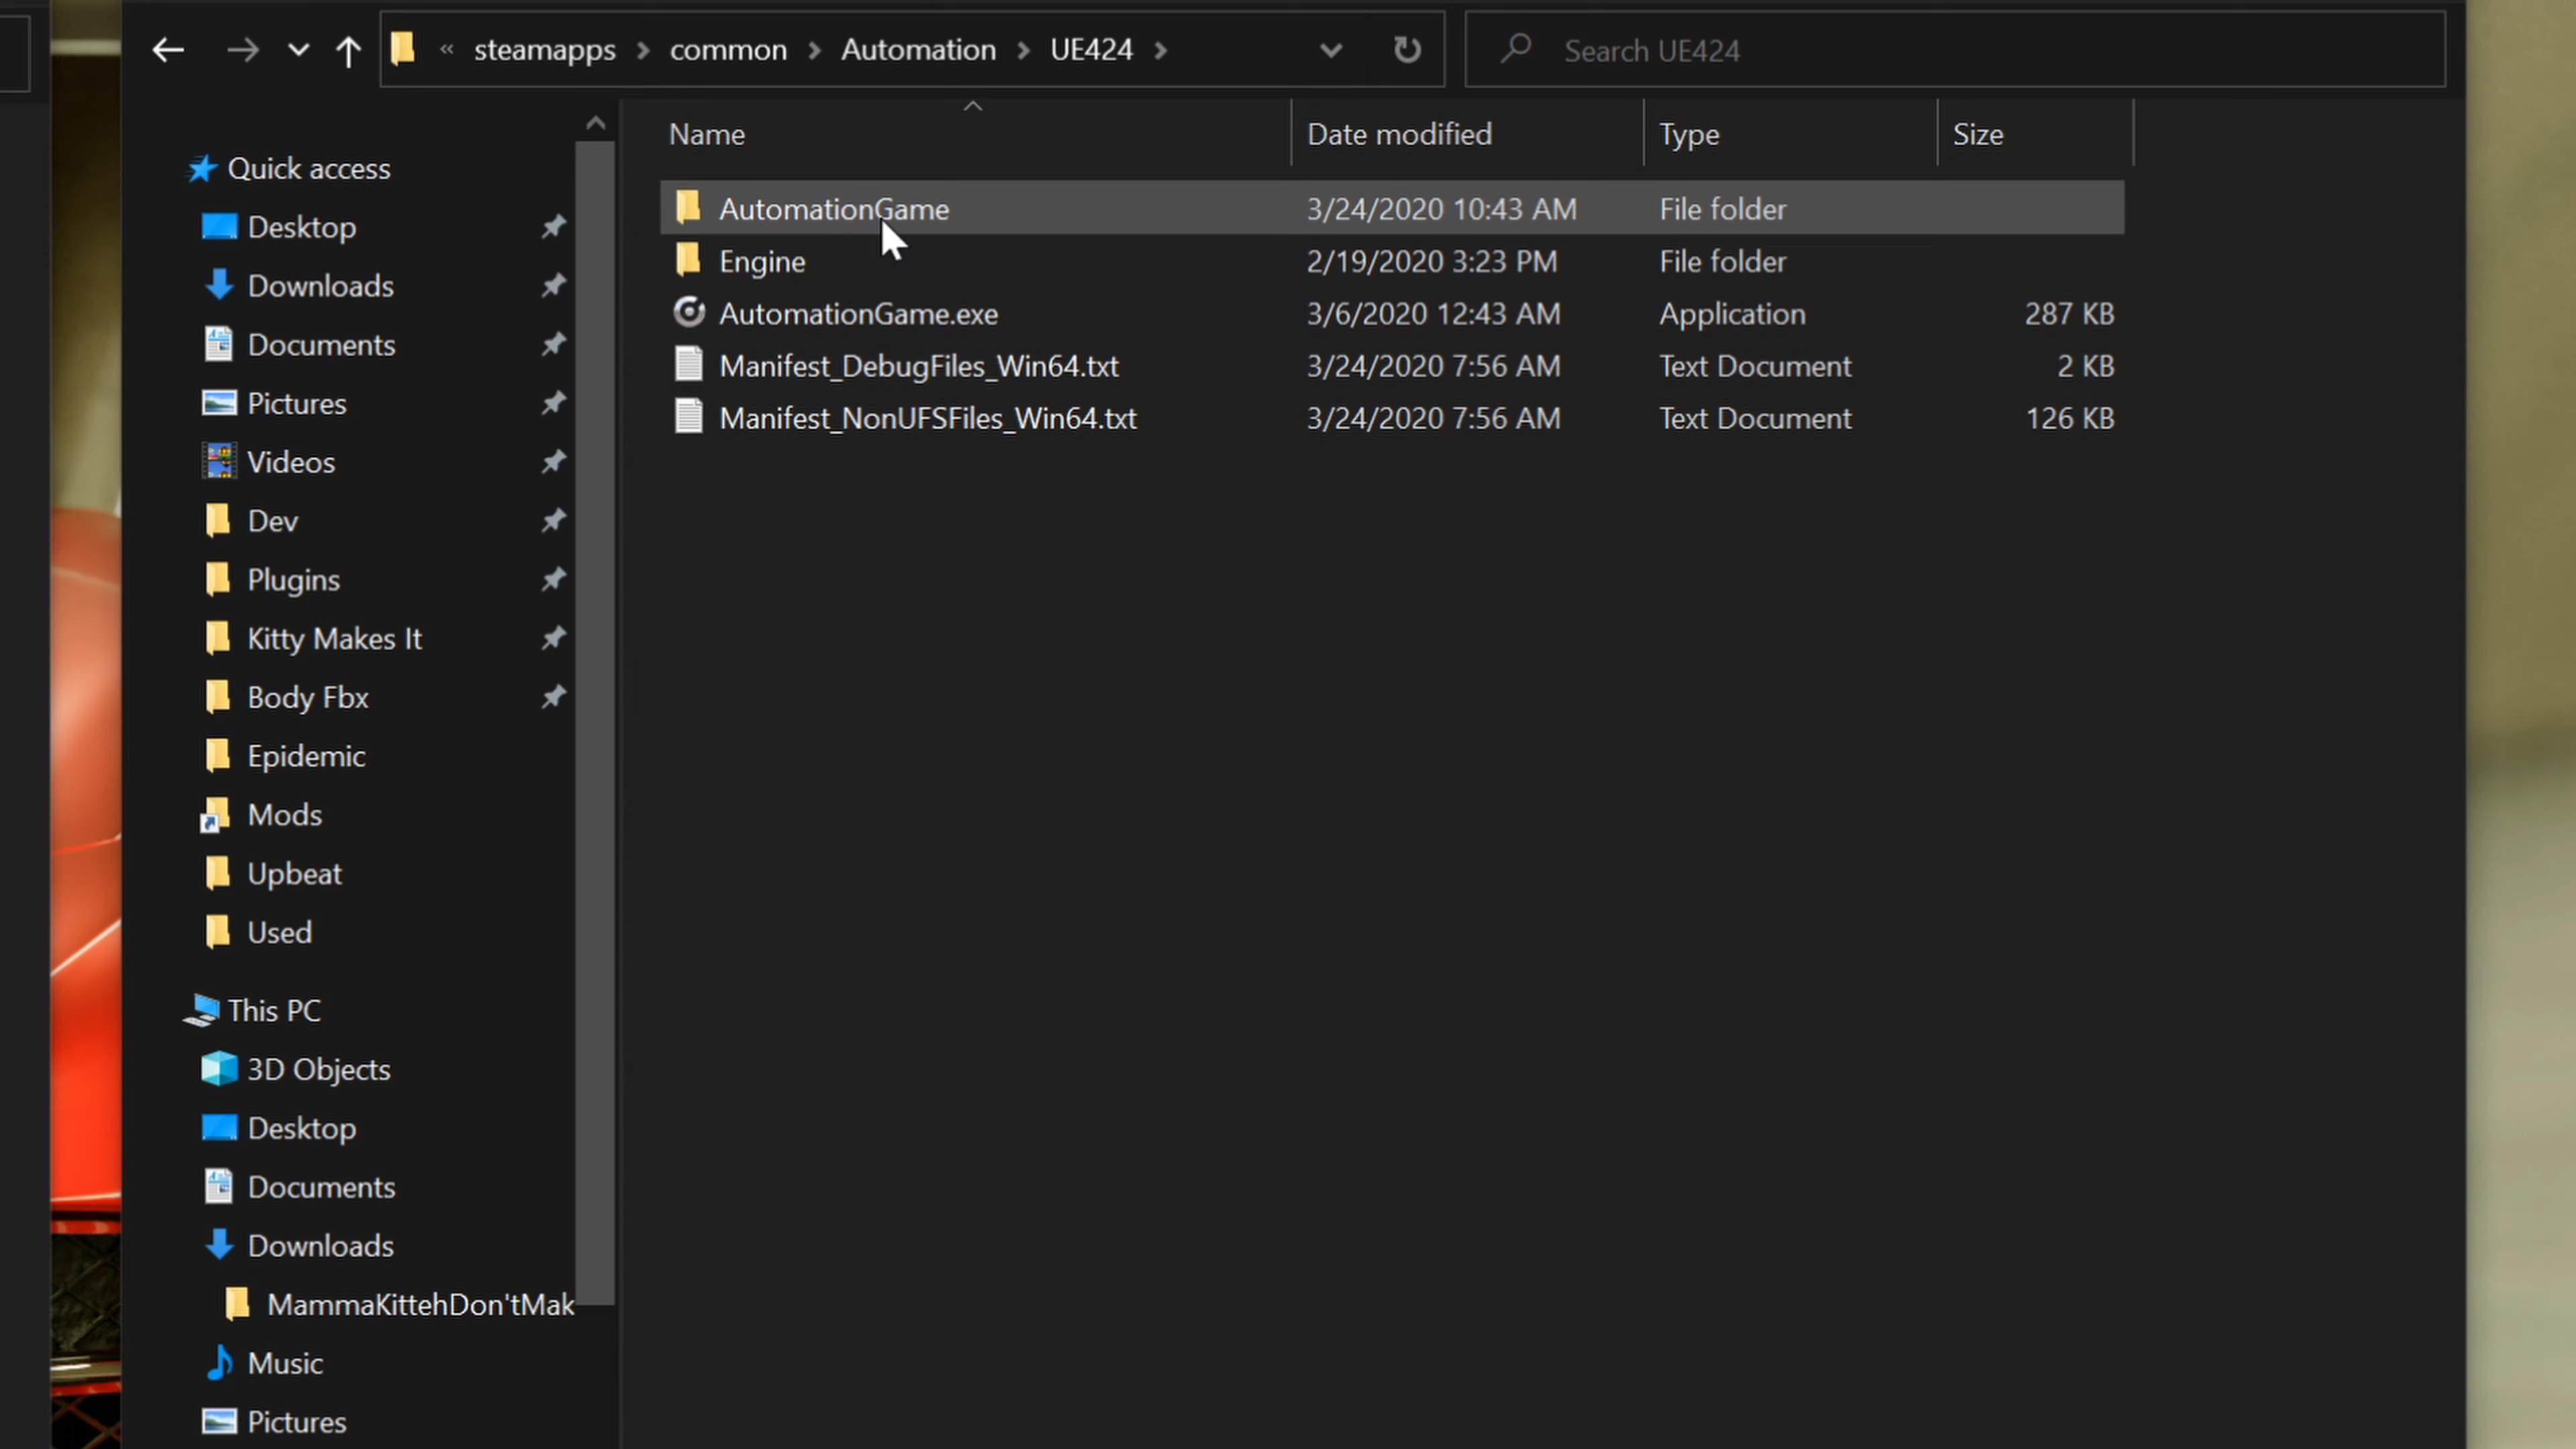 « steamapps > common > Automation > UE424 >
Search UE424
Name Date modified Type Size
Quick access
Desktop
Downloads
Documents
Pictures
Videos
Dev
Plugins
Kitty Makes It
Body Fbx
Epidemic
Mods
Upbeat
Used
This PC
3D Objects
Desktop
Documents
Downloads
MammaKittehDon'tMak
Music
Pictures
AutomationGame 3/24/2020 10:43 AM File folder
Engine 2/19/2020 3:23 PM File folder
AutomationGame.exe 3/6/2020 12:43 AM Application 287 KB
Manifest_DebugFiles_Win64.txt 3/24/2020 7:56 AM Text Document 2 KB
Manifest_NonUFSFiles_Win64.txt 3/24/2020 7:56 AM Text Document 126 KB